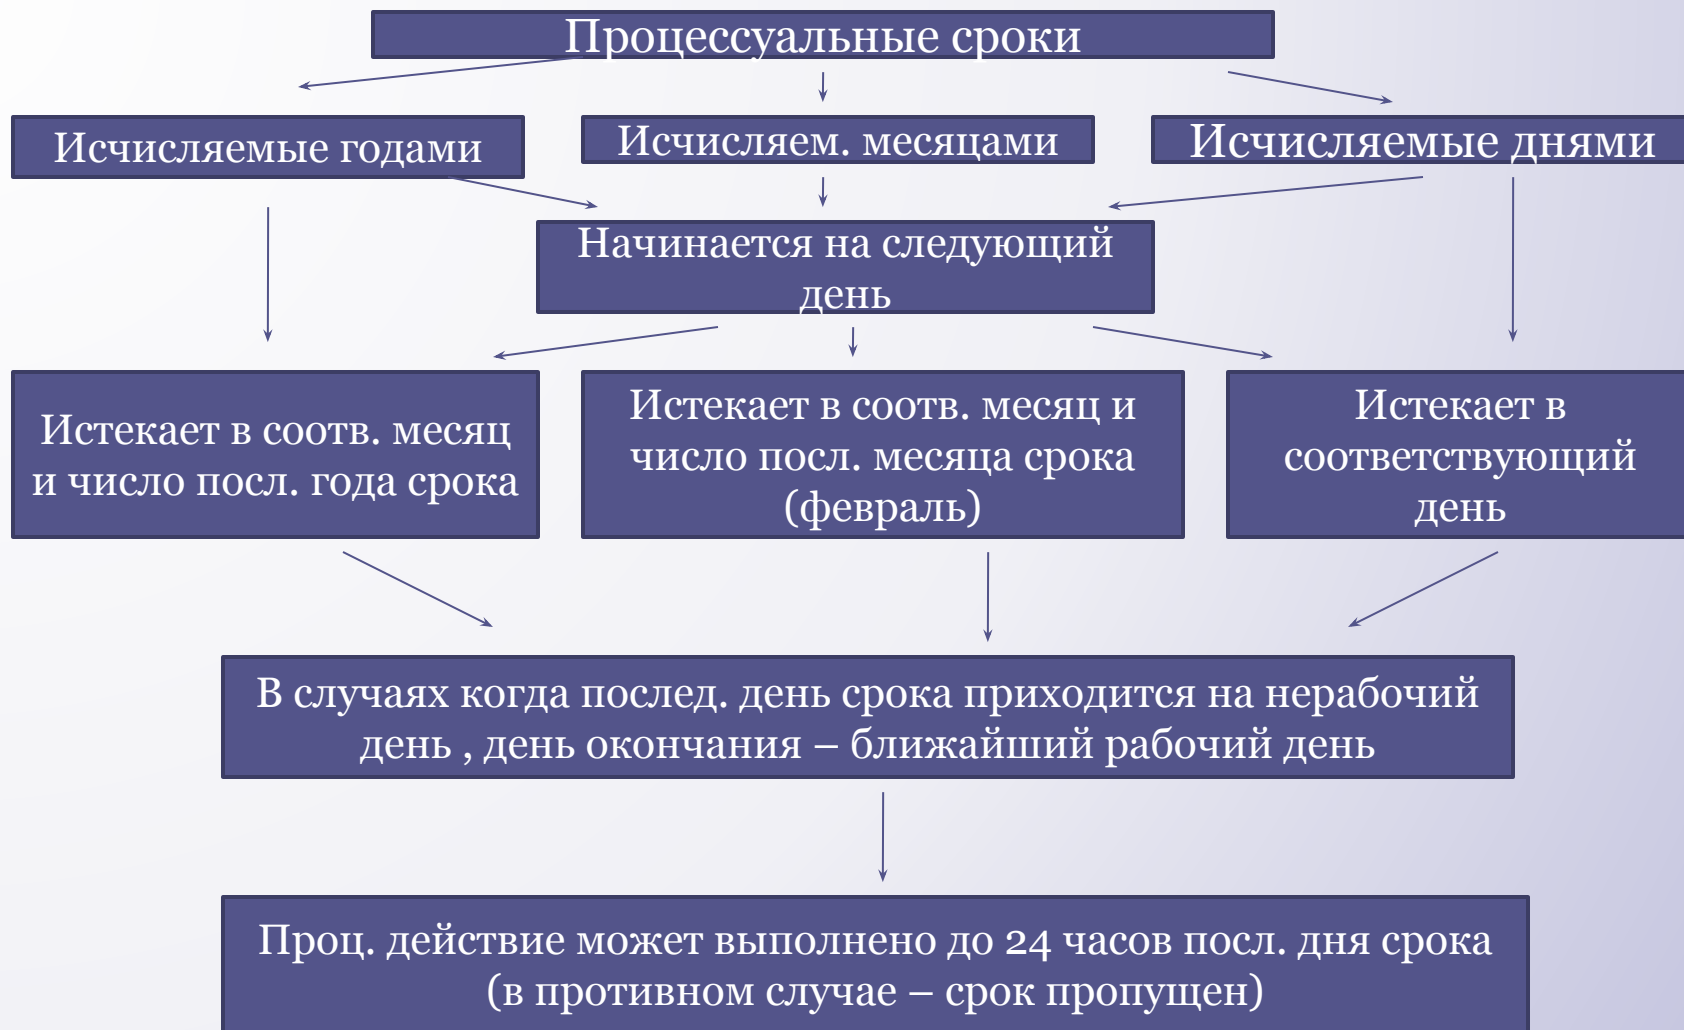 Процессуальные сроки
Исчисляемые годами
Исчисляем. месяцами
Исчисляемые днями
Начинается на следующий
день
Истекает в соотв. месяц
и число посл. года срока
Истекает в соотв. месяц и
число посл. месяца срока
(февраль)
Истекает в
соответствующий
день
В случаях когда послед. день срока приходится на нерабочий
день , день окончания – ближайший рабочий день
Проц. действие может выполнено до 24 часов посл. дня срока
(в противном случае – срок пропущен)